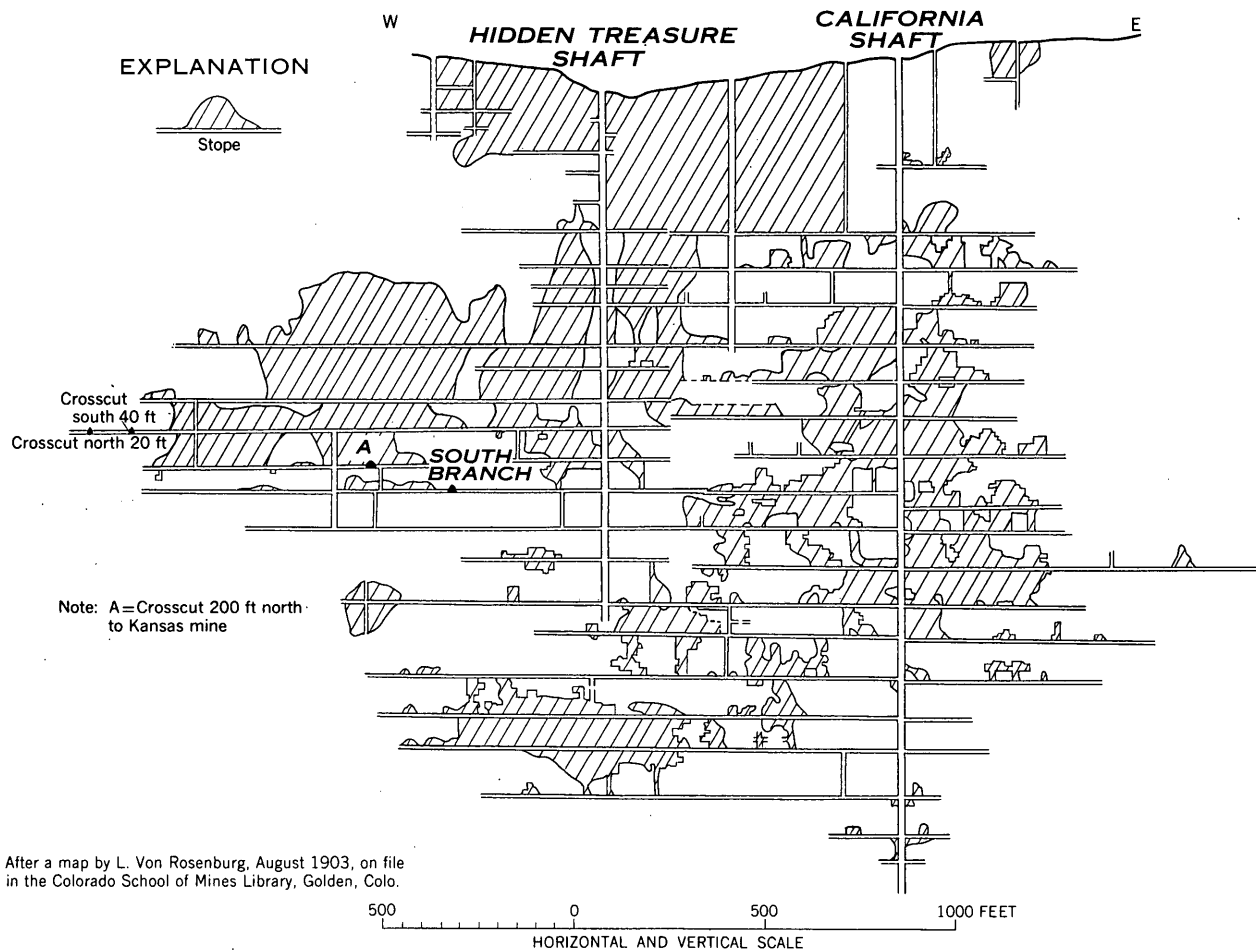 W
HIDDEN TREASURE
SHAFT
CALIFORNIA
SHAFT
E
EXPLANATION
Stope
Crosscut
south 40 ft
Crosscut north 20 ft
A
SOUTH
BRANCH
Note: A=Crosscut 200 ft north
to Kansas mine
After a map by L. Von Rosenburg, August 1903, on file
in the Colorado School of Mines Library, Golden, Colo.
500 0 500 1000 FEET
HORIZONTAL AND VERTICAL SCALE